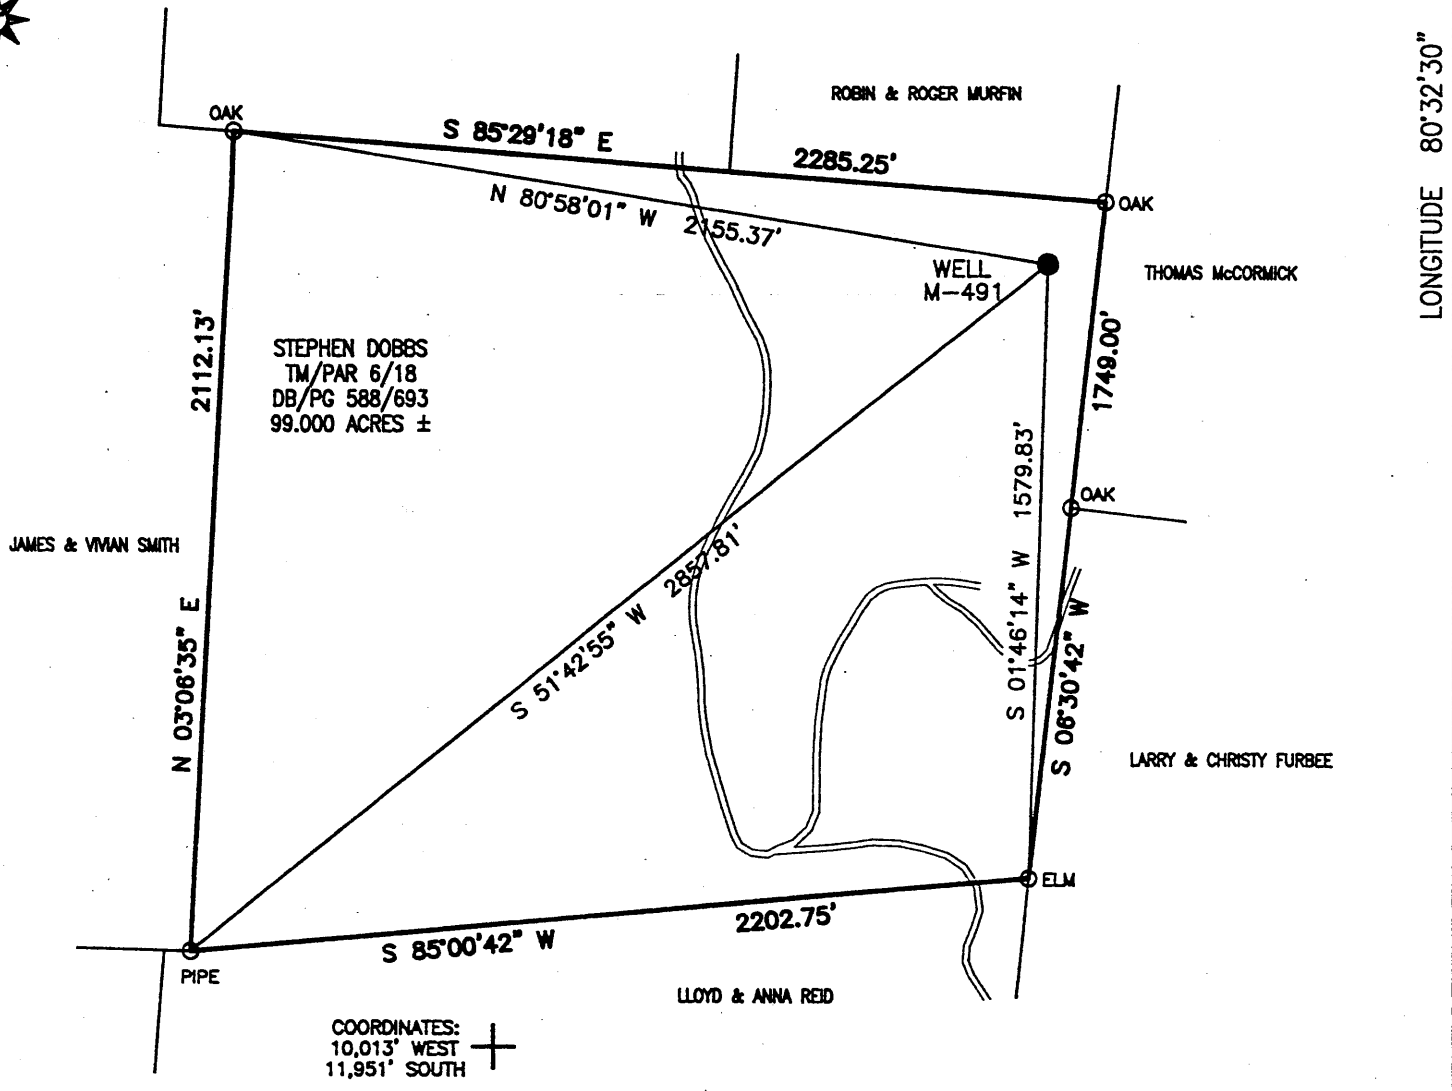 ROBIN & ROGER MURFIN
LONGITUDE 80°32'30"
OAK
S 85°29'18" E
2285.25'
N 80°58'01" W 2155.37'
OAK
WELL
M-491
THOMAS McCORMICK
2112.13'
STEPHEN DOBBS
TM/PAR 6/18
DB/PG 588/693
99.000 ACRES ±
1749.00'
OAK
JAMES & VIVIAN SMITH
N 03°06'35" E
S 51°42'55" W 2857.81'
S 01°46'14" W 1579.83'
S 06°30'42" W
LARRY & CHRISTY FURBEE
ELM
2202.75'
S 85°00'42" W
PIPE
LLOYD & ANNA REID
COORDINATES:
10,013' WEST
11,951' SOUTH